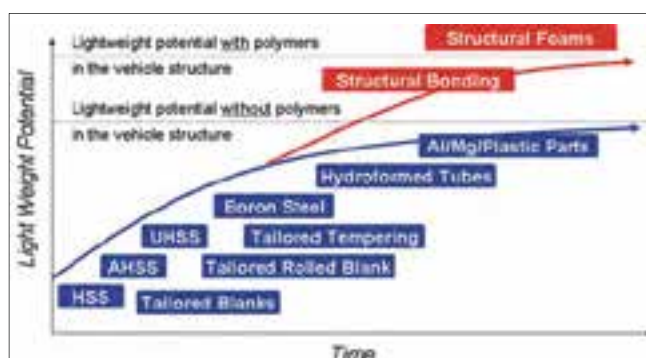 Lightweight potential with polymers
in the vehicle structure
Structural Foams
Structural Bonding
Lightweight potential without polymers
in the vehicle structure
Al/Mg/Plastic Parts
Hydroformed Tubes
Boron Steel
UHSS
Tailored Tempering
AHSS
Tailored Rolled Blank
HSS
Tailored Blanks
Light Weight Potential
Time